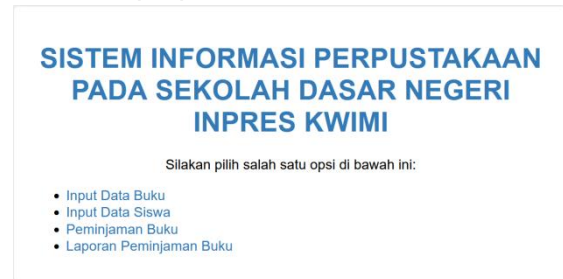 SISTEM INFORMASI PERPUSTAKAAN
PADA SEKOLAH DASAR NEGERI
INPRES KWIMI
Silakan pilih salah satu opsi di bawah ini:
Input Data Buku
Input Data Siswa
Peminjaman Buku
Laporan Peminjaman Buku